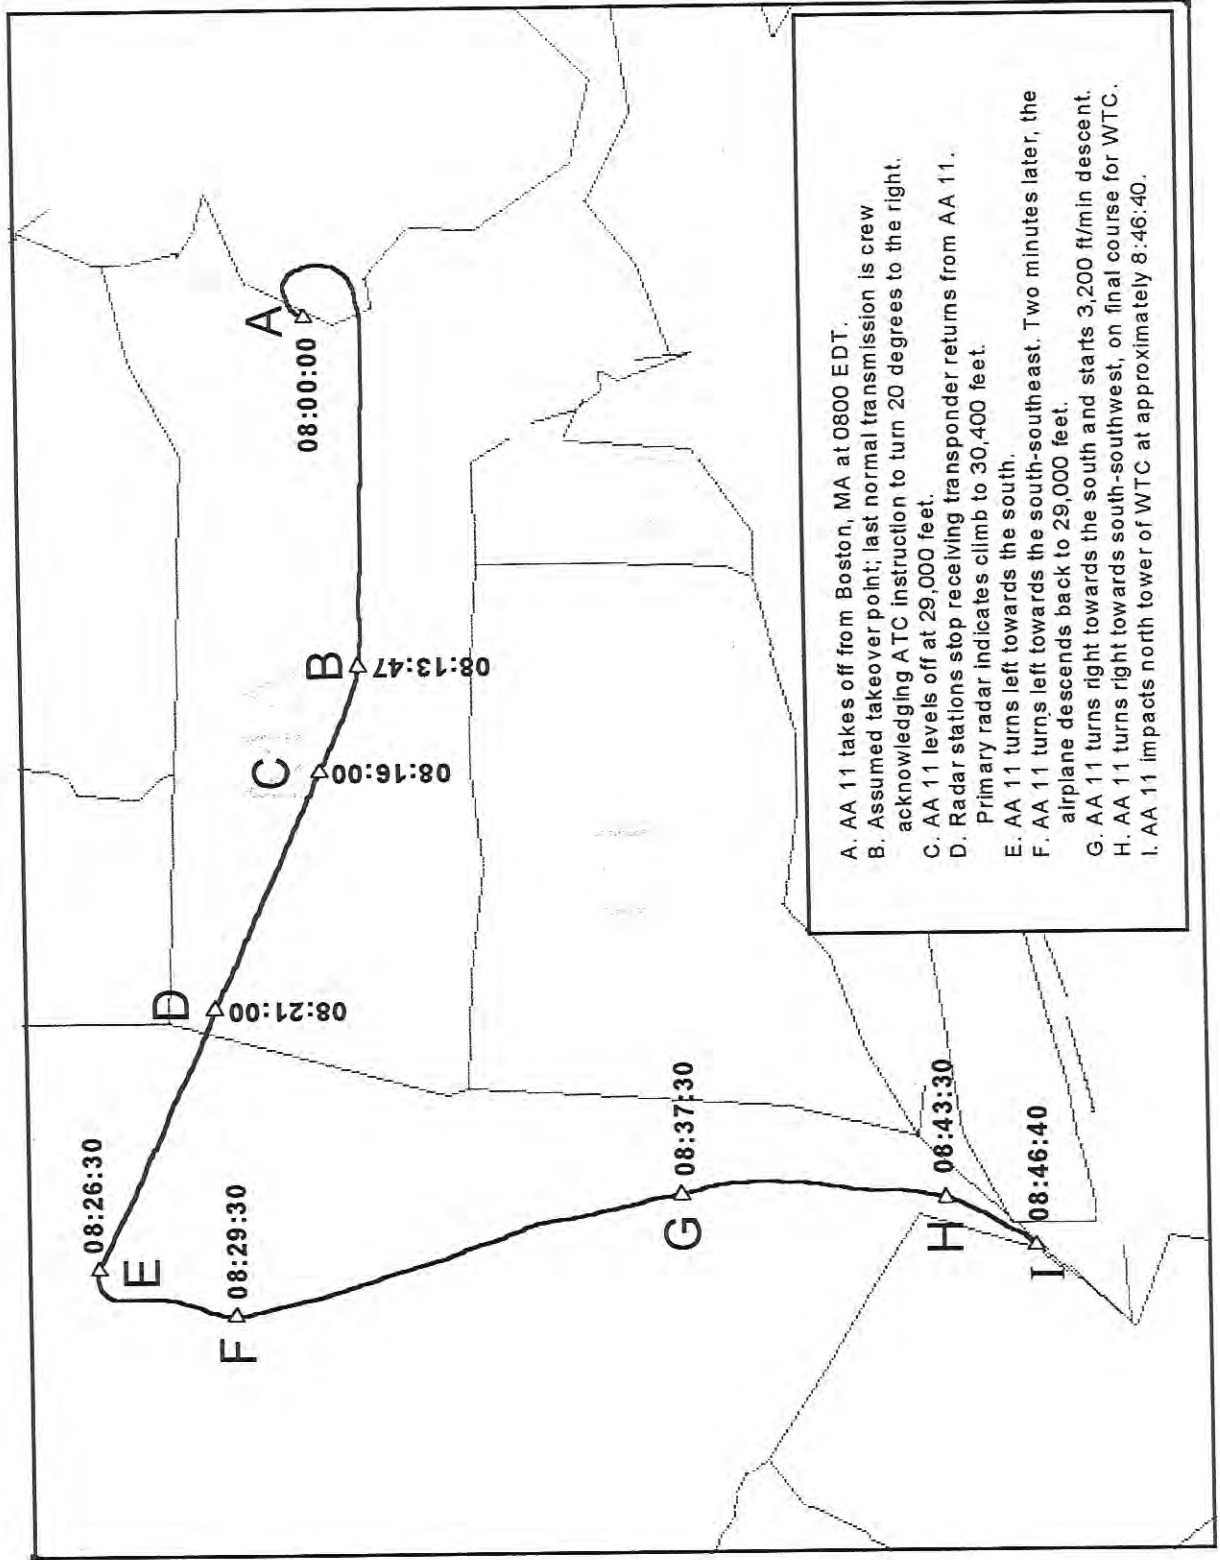 A
08:00:00
B
08:13:47
C
08:16:00
D
08:21:00
08:26:30
E
F
08:29:30
G
08:37:30
H
08:43:30
I
08:46:40
A. AA 11 takes off from Boston, MA at 0800 EDT.
B. Assumed takeover point; last normal transmission is crew
acknowledging ATC instruction to turn 20 degrees to the right.
C. AA 11 levels off at 29,000 feet.
D. Radar stations stop receiving transponder returns from AA 11.
Primary radar indicates climb to 30,400 feet.
E. AA 11 turns left towards the south.
F. AA 11 turns left towards the south-southeast. Two minutes later, the
airplane descends back to 29,000 feet.
G. AA 11 turns right towards the south and starts 3,200 ft/min descent.
H. AA 11 turns right towards south-southwest, on final course for WTC.
I. AA 11 impacts north tower of WTC at approximately 8:46:40.